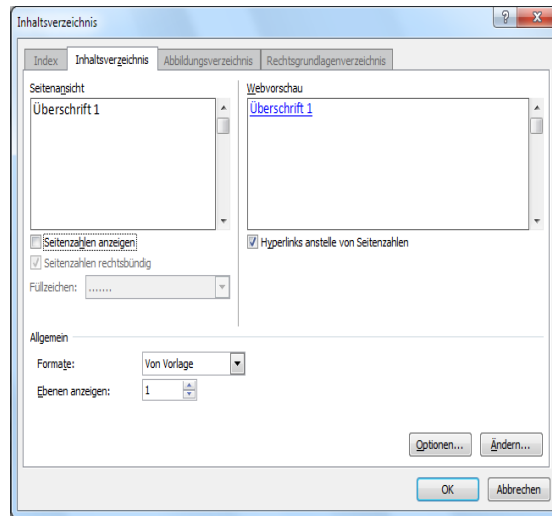 Inhaltsverzeichnis
Index Inhaltsverzeichnis Abbildungsverzeichnis Rechtsgrundlagenverzeichnis
Seitenansicht
Überschrift 1
Webvorschau
Überschrift 1
Seitenzahlen anzeigen
Seitenzahlen rechtsbündig
Füllzeichen: .......
Hyperlinks anstelle von Seitenzahlen
Allgemein
Formate: Von Vorlage
Ebenen anzeigen: 1
Optionen... Ändern...
OK Abbrechen